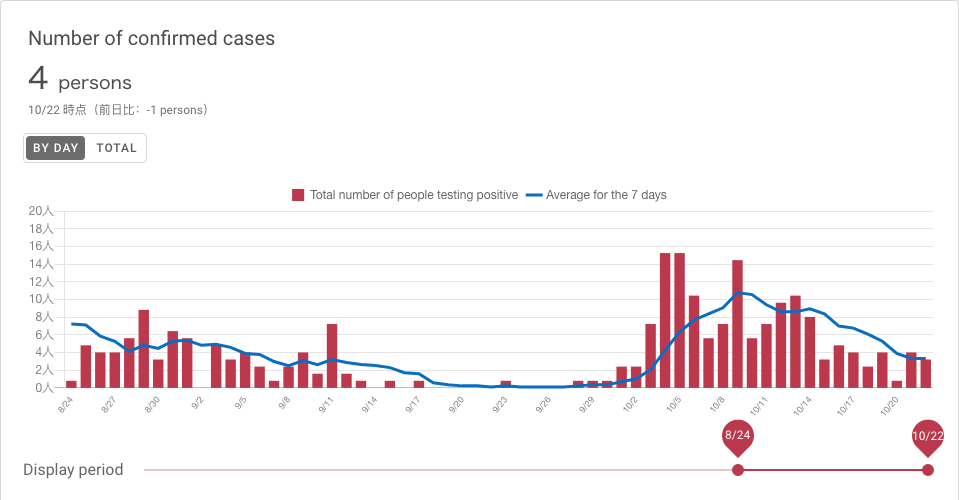 Number of confirmed cases
4 persons
10/22 時点（前日比：-1 persons）
BY DAY TOTAL
Total number of people testing positive Average for the 7 days
20人
18人
16人
14人
12人
10人
8人
6人
4人
2人
0人
8/24 8/27 8/30 9/2 9/5 9/8 9/11 9/14 9/17 9/20 9/23 9/26 9/29 10/2 10/5 10/8 10/11 10/14 10/17 10/20
8/24 10/22
Display period